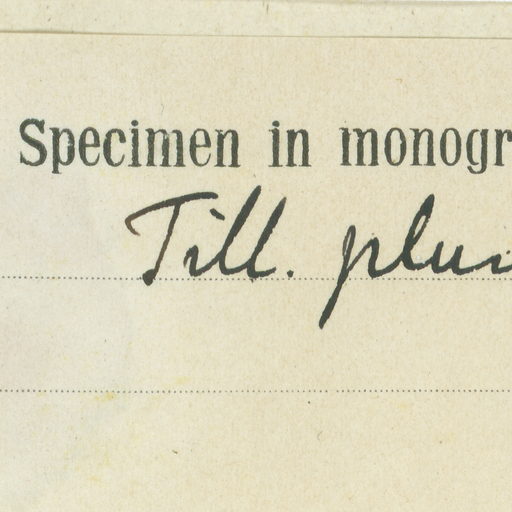 Specimen in monogr
Till. plu